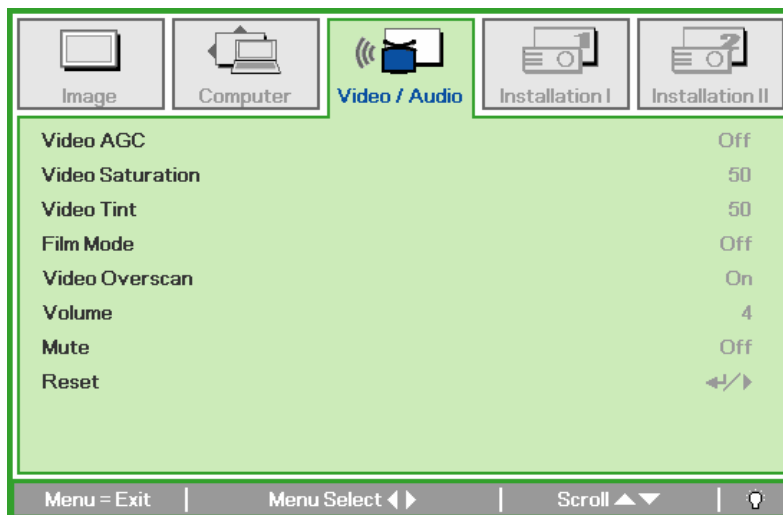 Image Computer Video / Audio Installation I Installation II
Video AGC Off
Video Saturation 50
Video Tint 50
Film Mode Off
Video Overscan On
Volume 4
Mute Off
Reset
Menu = Exit Menu Select Scroll